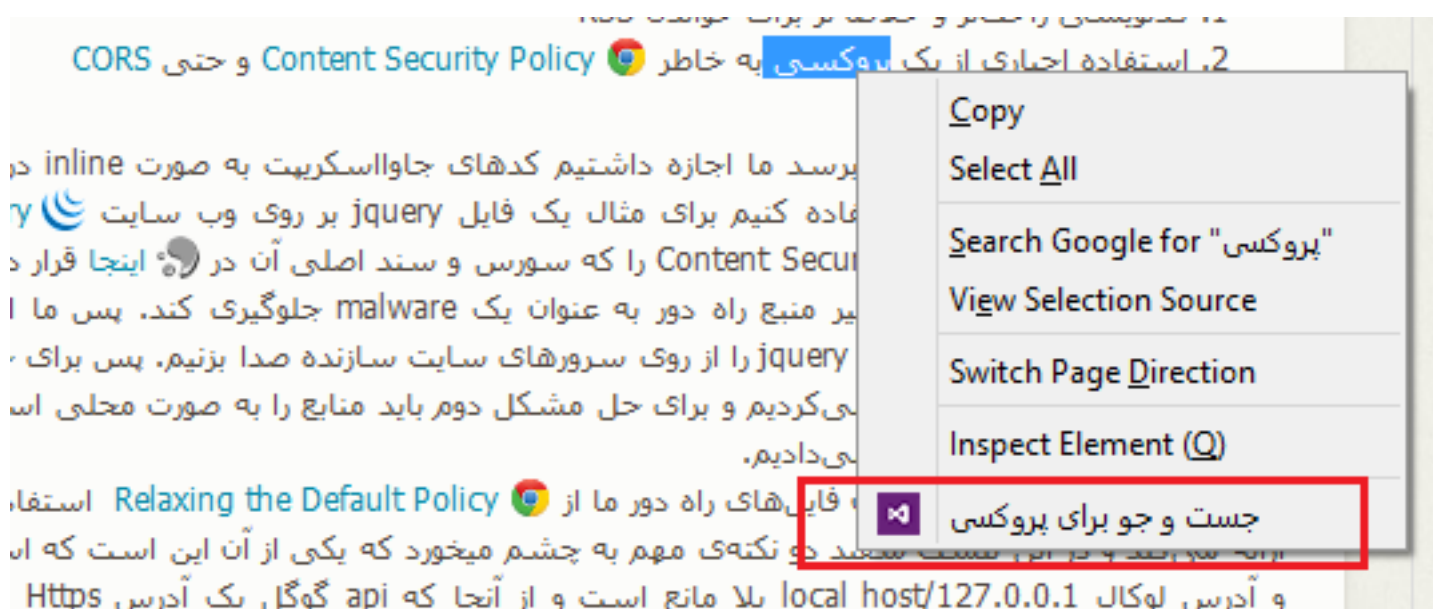 2. استفاده اجباری از یک پروکسی به خاطر Content Security Policy و حتی CORS
برسد ما اجازه داشتیم کدهای جاوااسکریپت به صورت inline
کنیم برای مثال یک فایل jquery بر روی وب سایت
Content Secur را که سورس و سند اصلی آن در اینجا قرار
منبع راه دور به عنوان یک malware جلوگیری کند. پس ما
jquery را از روی سرورهای سایت سازنده صدا بزنیم. پس برای
و برای حل مشکل دوم باید منابع را به صورت محلی
فایل‌های راه دور ما از Relaxing the Default Policy
دو نکته‌ی مهم به چشم میخورد که یکی از آن این است که
و آدرس لوکال local host/127.0.0.1 بلا مانع است و از آنجا که api گوگل یک آدرس Https
Copy
Select All
Search Google for "پروکسی"
View Selection Source
Switch Page Direction
Inspect Element (Q)
جست و جو برای پروکسی